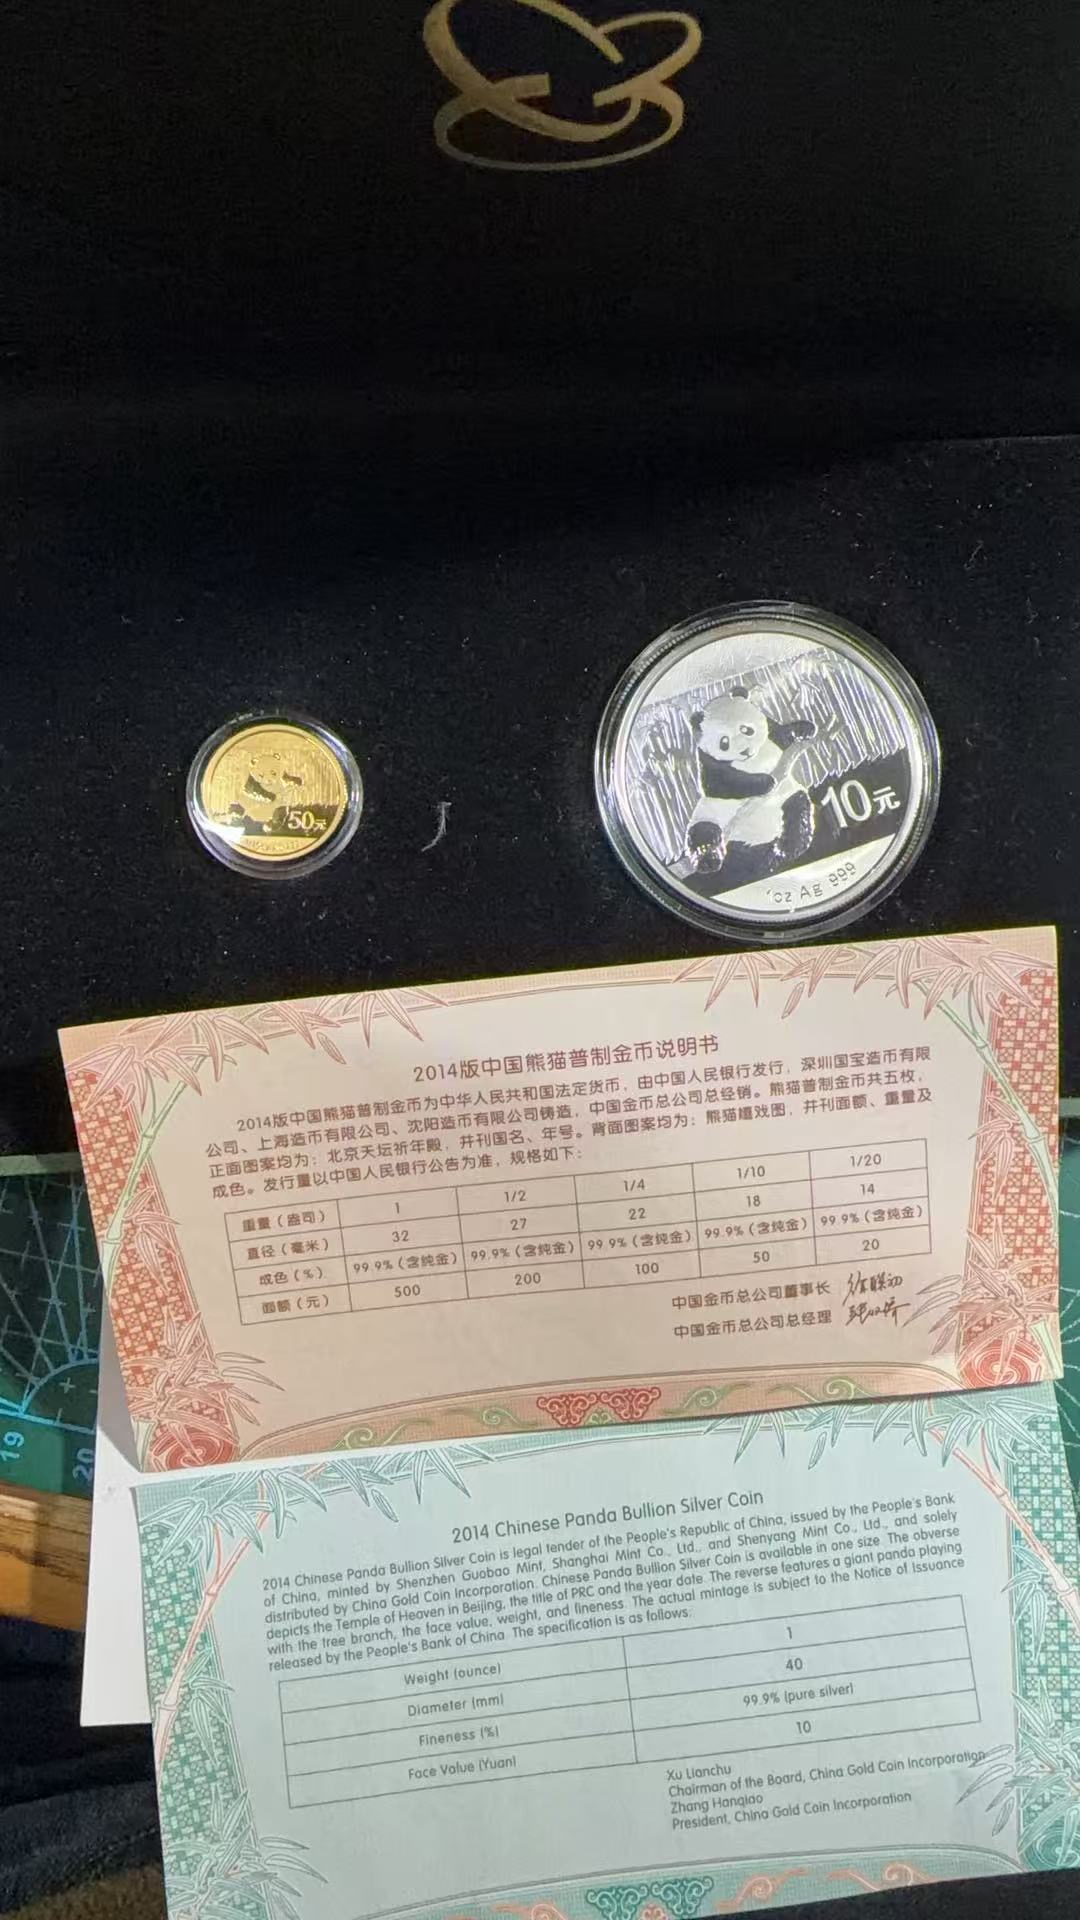 50元
10元
1oz Ag 999
2014版中国熊猫普制金币说明书
2014版中国熊猫普制金币为中华人民共和国法定货币，由中国人民银行发行，深圳国宝造币有限
公司、上海造币有限公司、沈阳造币有限公司铸造，中国金币总公司总经销。熊猫普制金币共五枚，
正面图案均为：北京天坛祈年殿，并刊国名、年号。背面图案均为：熊猫嬉戏图，并刊面额、重量及
成色。发行量以中国人民银行公告为准，规格如下：
重量（盎司） 1 1/2 1/4 1/10 1/20
直径（毫米） 32 27 22 18 14
成色（%） 99.9%（含纯金） 99.9%（含纯金） 99.9%（含纯金） 99.9%（含纯金） 99.9%（含纯金）
面额（元） 500 200 100 50 20
中国金币总公司董事长
中国金币总公司总经理
19
20
2014 Chinese Panda Bullion Silver Coin
2014 Chinese Panda Bullion Silver Coin is legal tender of the People's Republic of China, issued by the People's Bank
of China, minted by Shenzhen Guobao Mint, Shanghai Mint Co., Ltd., and Shenyang Mint Co., Ltd., and solely
distributed by China Gold Coin Incorporation. Chinese Panda Bullion Silver Coin is available in one size. The obverse
depicts the Temple of Heaven in Beijing, the title of PRC and the year date. The reverse features a giant panda playing
with the tree branch, the face value, weight, and fineness. The actual mintage is subject to the Notice of Issuance
released by the People's Bank of China. The specification is as follows:
Weight (ounce) 1
Diameter (mm) 40
Fineness (%) 99.9% (pure silver)
Face Value (Yuan) 10
Xu Lianchu
Chairman of the Board, China Gold Coin Incorporation
Zhang Hanqiao
President, China Gold Coin Incorporation